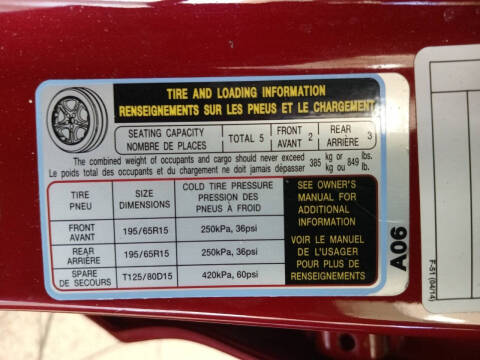 TIRE AND LOADING INFORMATION
RENSEIGNEMENTS SUR LES PNEUS ET LE CHARGEMENT
SEATING CAPACITY
NOMBRE DE PLACES
TOTAL 5
FRONT
AVANT 2
REAR
ARRIÈRE 3
The combined weight of occupants and cargo should never exceed 385 kg or 849 lbs.
Le poids total des occupants et du chargement ne doit jamais dépasser 385 kg ou 849 lb.
TIRE
PNEU
SIZE
DIMENSIONS
COLD TIRE PRESSURE
PRESSION DES
PNEUS À FROID
FRONT
AVANT
195/65R15
250kPa, 36psi
REAR
ARRIÈRE
195/65R15
250kPa, 36psi
SPARE
DE SECOURS
T125/80D15
420kPa, 60psi
SEE OWNER'S
MANUAL FOR
ADDITIONAL
INFORMATION
VOIR LE MANUEL
DE L'USAGER
POUR PLUS DE
RENSEIGNEMENTS
A06
F-51 (04/14)